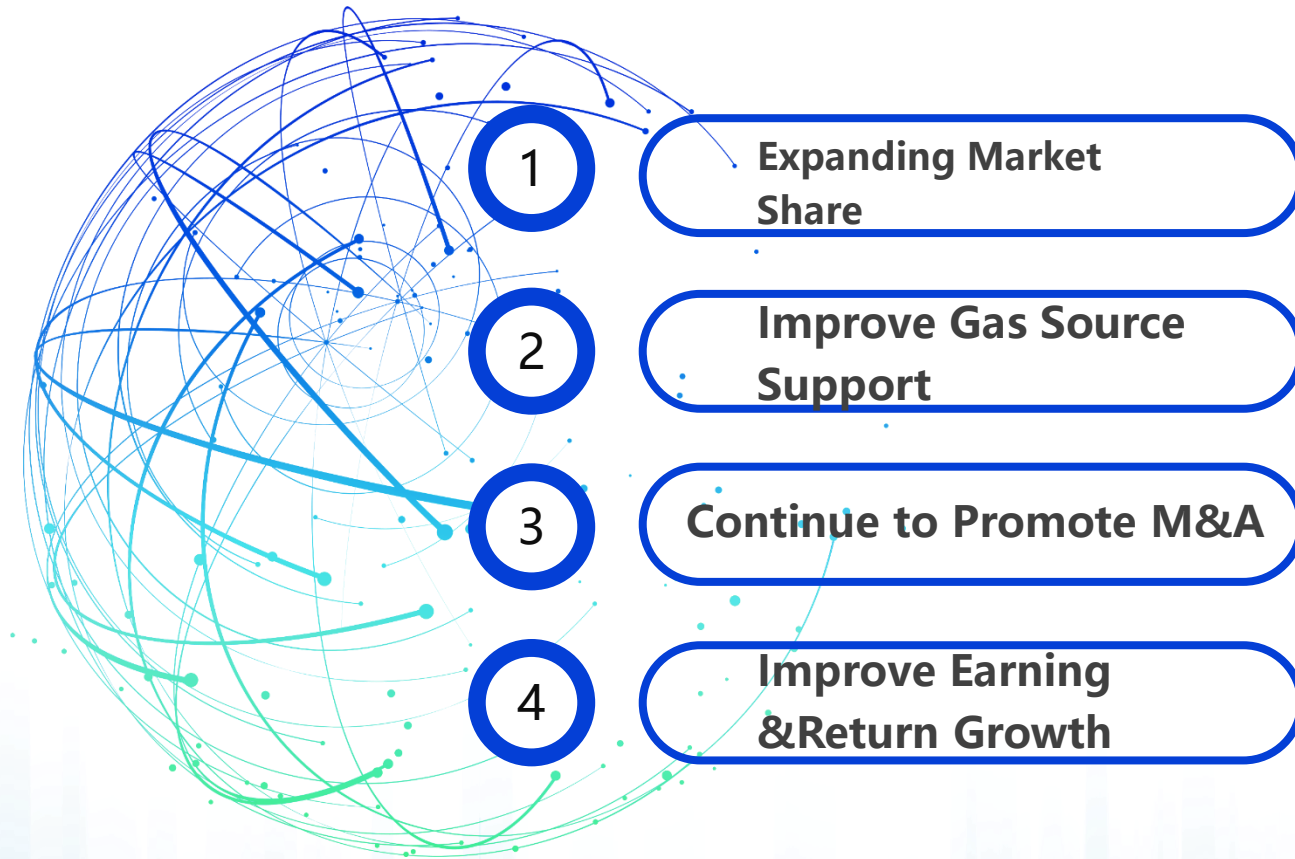 1
Expanding Market
Share
2
Improve Gas Source
Support
3
Continue to Promote M&A
4
Improve Earning
&Return Growth